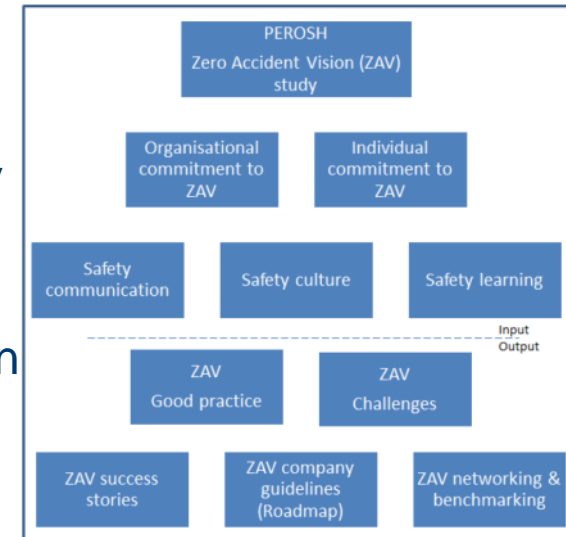 PEROSH
Zero Accident Vision (ZAV)
study
Organisational
commitment to
ZAV
Individual
commitment to
ZAV
Safety
communication
Safety culture
Safety learning
Input
Output
ZAV
Good practice
ZAV
Challenges
ZAV success
stories
ZAV company
guidelines
(Roadmap)
ZAV networking &
benchmarking